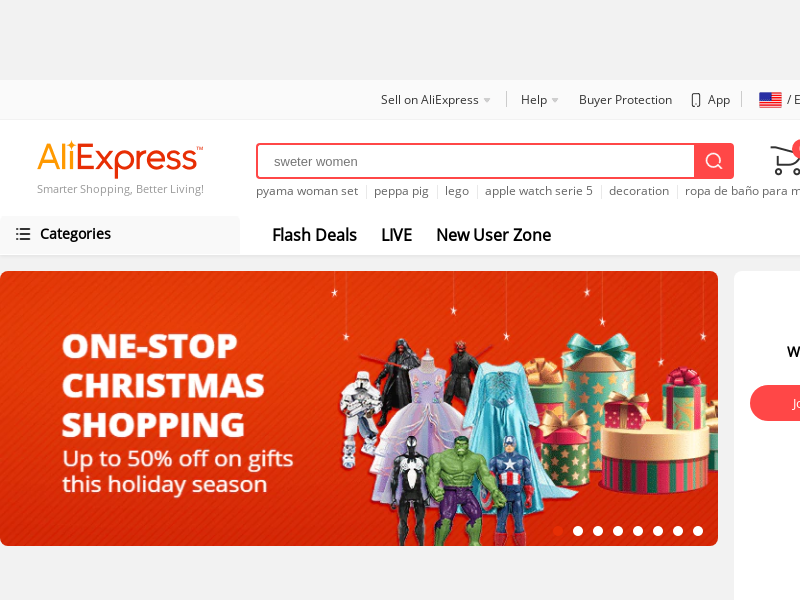 Sell on AliExpress
Help
Buyer Protection
App
/ E
AliExpress™
Smarter Shopping, Better Living!
sweter women
pyama woman set
peppa pig
lego
apple watch serie 5
decoration
ropa de baño para m
Categories
Flash Deals
LIVE
New User Zone
ONE-STOP
CHRISTMAS
SHOPPING
Up to 50% off on gifts
this holiday season
W
Jo